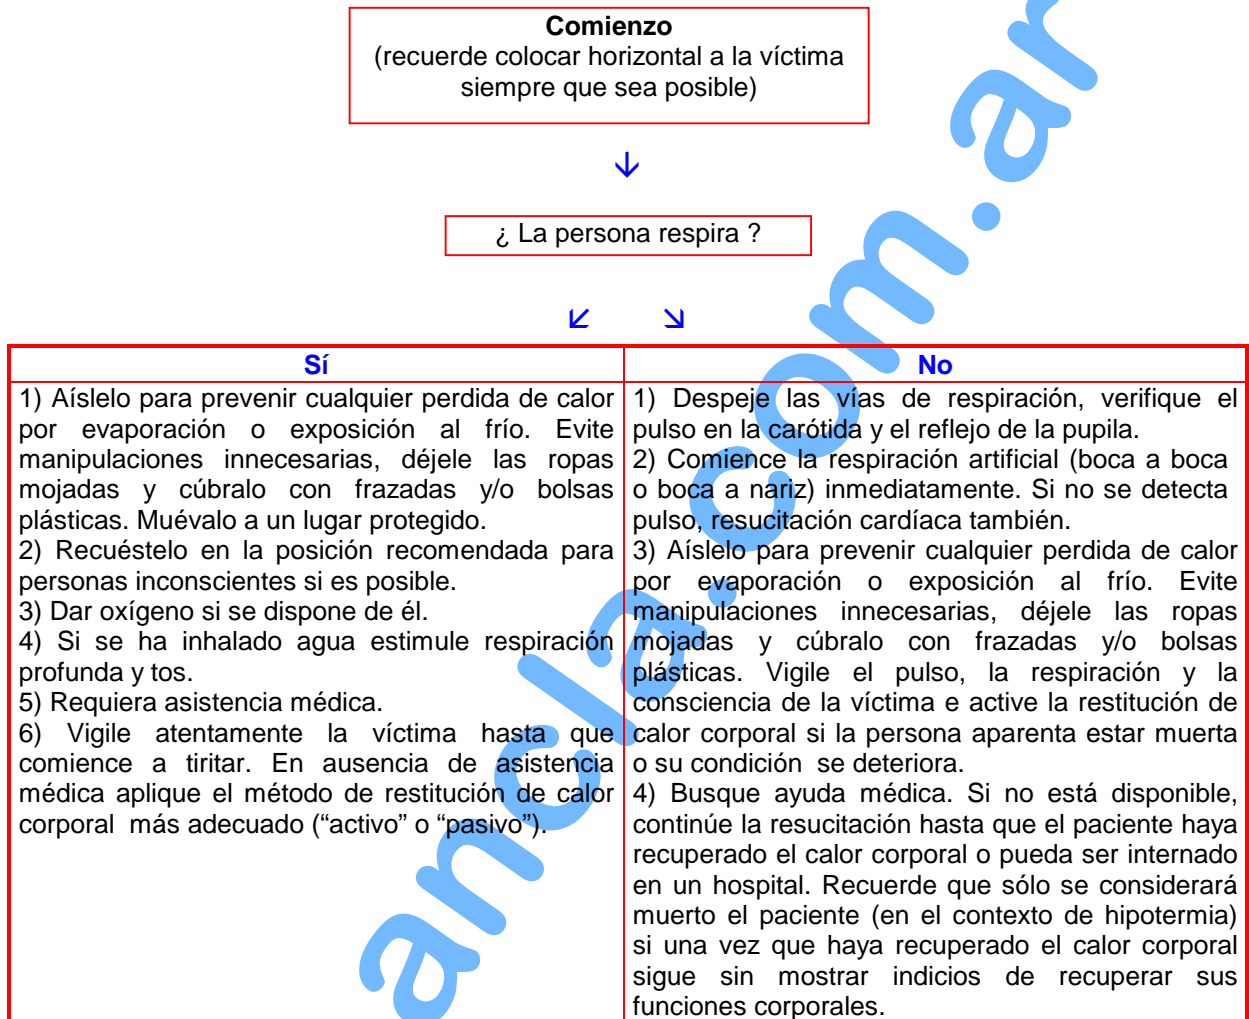 Comienzo
(recuerde colocar horizontal a la víctima
siempre que sea posible)
¿ La persona respira ?
Sí
1) Aíslelo para prevenir cualquier perdida de calor
por evaporación o exposición al frío. Evite
manipulaciones innecesarias, déjele las ropas
mojadas y cúbralo con frazadas y/o bolsas
plásticas. Muévalo a un lugar protegido.
2) Recuéstelo en la posición recomendada para
personas inconscientes si es posible.
3) Dar oxígeno si se dispone de él.
4) Si se ha inhalado agua estimule respiración
profunda y tos.
5) Requiera asistencia médica.
6) Vigile atentamente la víctima hasta que
comience a tiritar. En ausencia de asistencia
médica aplique el método de restitución de calor
corporal más adecuado (“activo” o “pasivo”).
No
1) Despeje las vías de respiración, verifique el
pulso en la carótida y el reflejo de la pupila.
2) Comience la respiración artificial (boca a boca
o boca a nariz) inmediatamente. Si no se detecta
pulso, resucitación cardíaca también.
3) Aíslelo para prevenir cualquier perdida de calor
por evaporación o exposición al frío. Evite
manipulaciones innecesarias, déjele las ropas
mojadas y cúbralo con frazadas y/o bolsas
plásticas. Vigile el pulso, la respiración y la
consciencia de la víctima e active la restitución de
calor corporal si la persona aparenta estar muerta
o su condición se deteriora.
4) Busque ayuda médica. Si no está disponible,
continúe la resucitación hasta que el paciente haya
recuperado el calor corporal o pueda ser internado
en un hospital. Recuerde que sólo se considerará
muerto el paciente (en el contexto de hipotermia)
si una vez que haya recuperado el calor corporal
sigue sin mostrar indicios de recuperar sus
funciones corporales.
ancla.com.ar